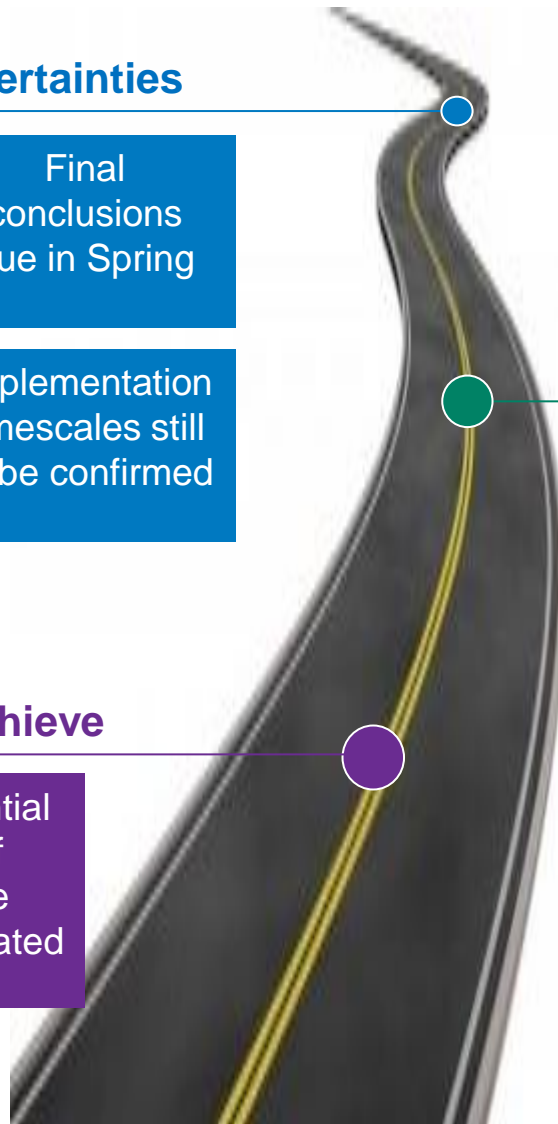 ertainties
Final
conclusions
ue in Spring
plementation
mescales still
be confirmed
hieve
tial
ated